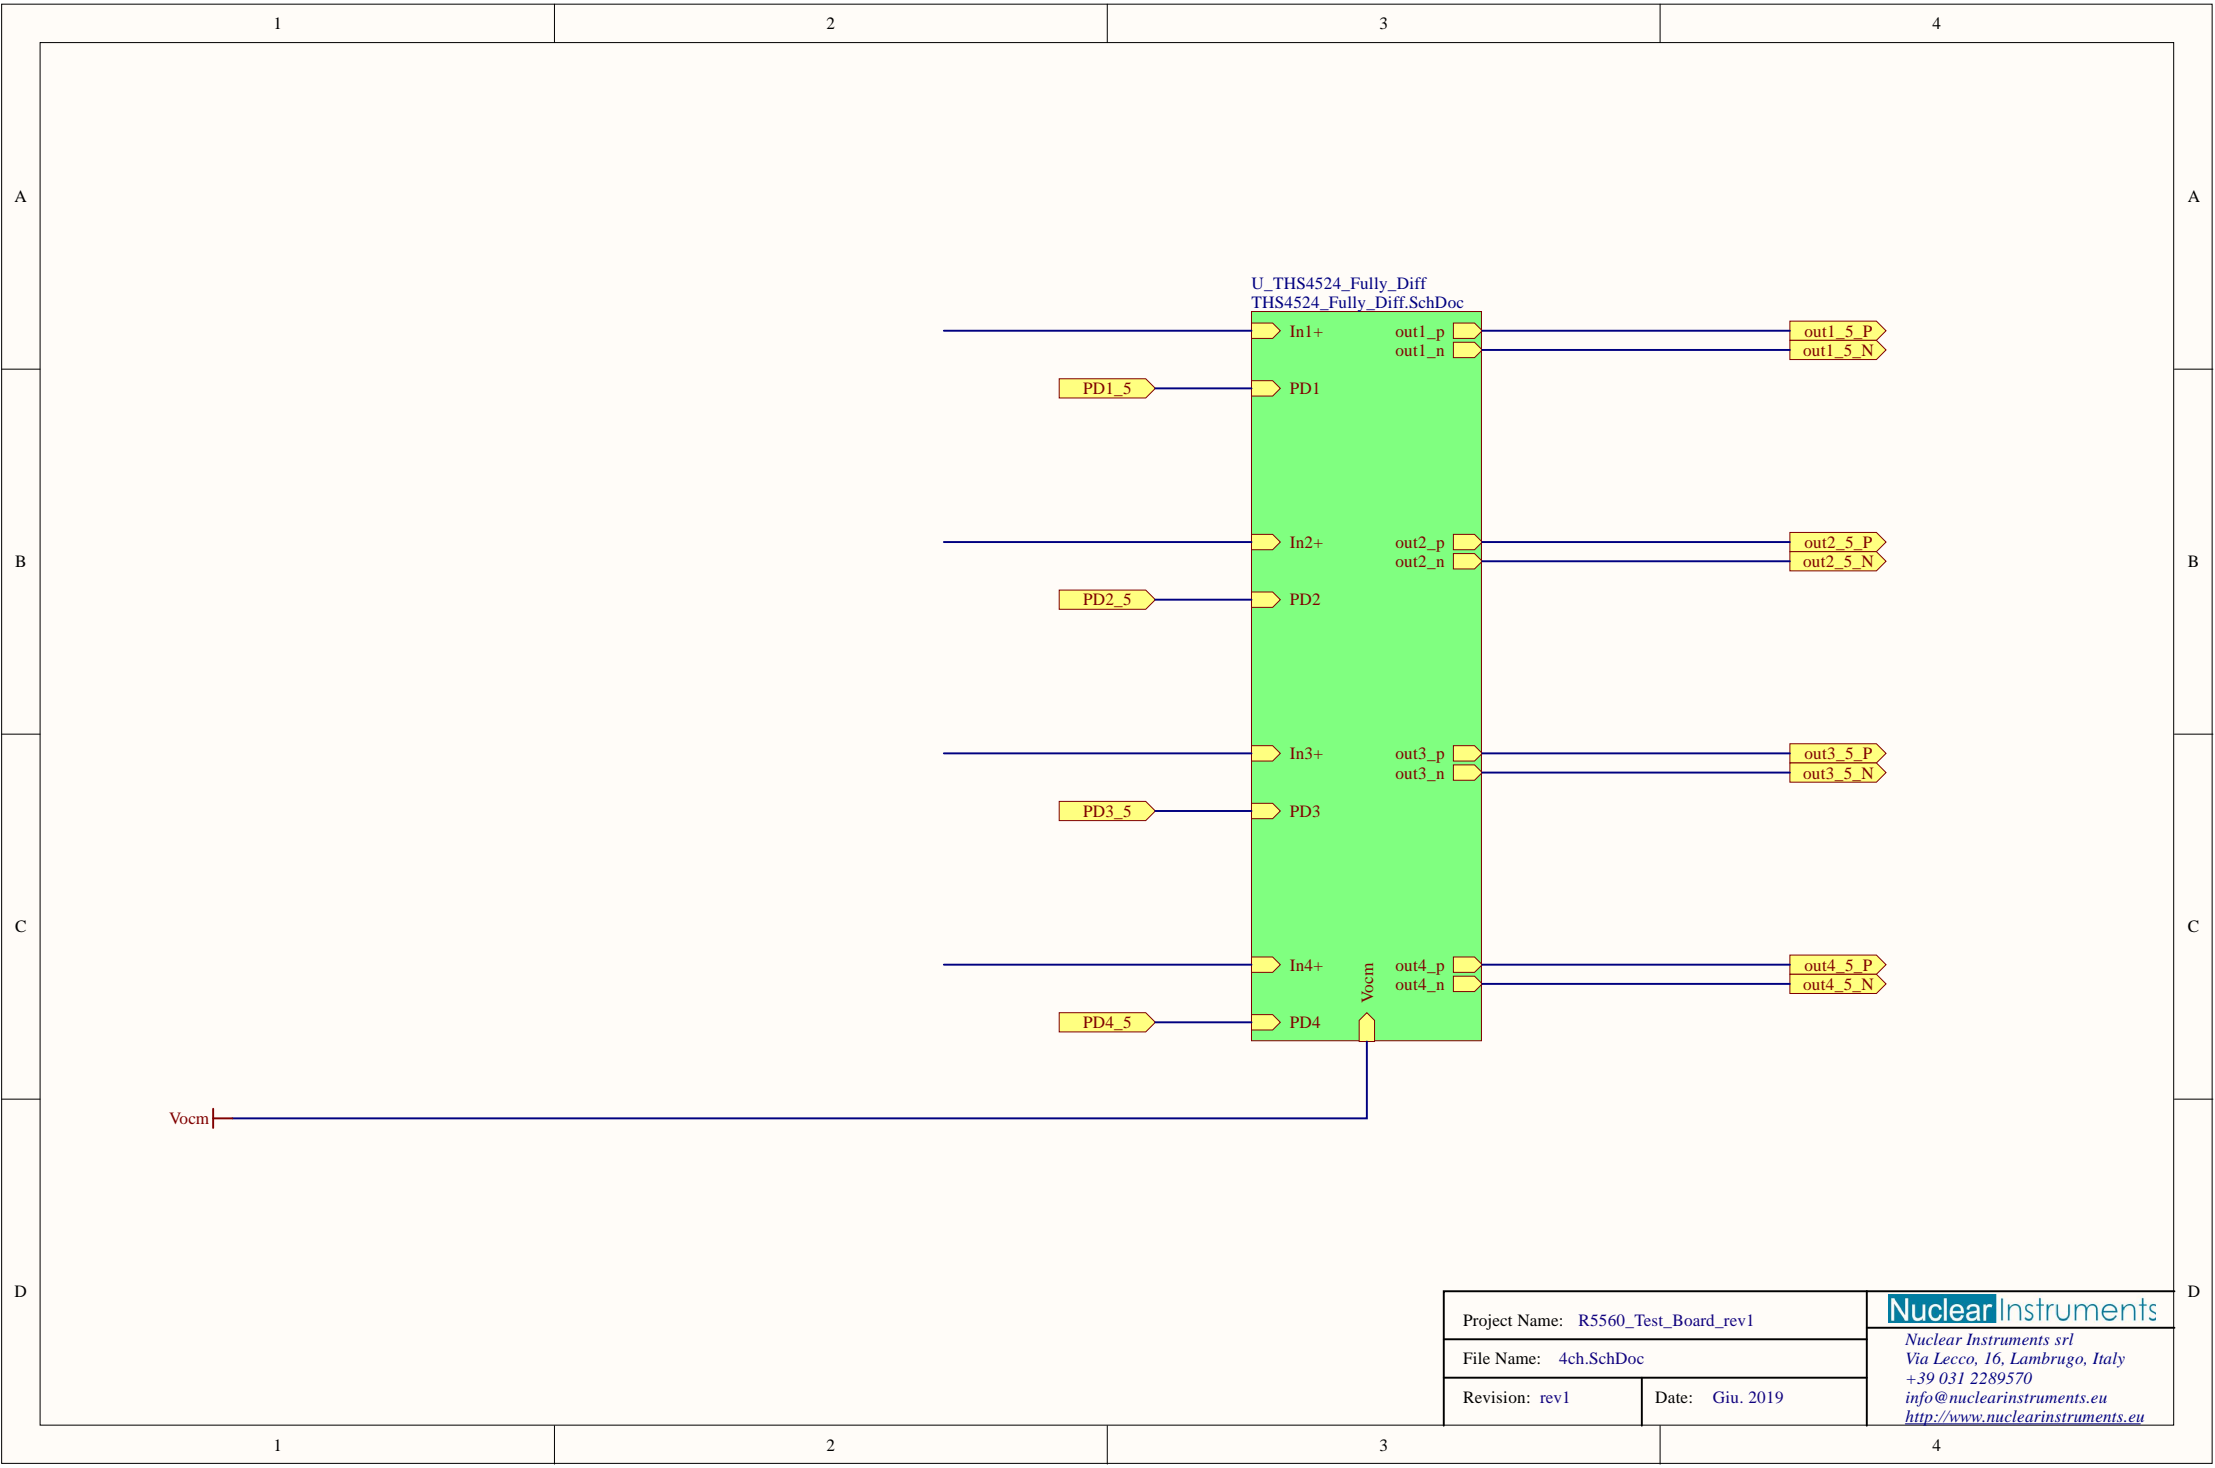 1 2 3 4
A A
U_THS4524_Fully_Diff
THS4524_Fully_Diff.SchDoc
In1+ out1_p out1_5_P
out1_n out1_5_N
PD1_5 PD1
In2+ out2_p out2_5_P
B out2_n out2_5_N B
PD2_5 PD2
In3+ out3_p out3_5_P
out3_n out3_5_N
PD3_5 PD3
C C
In4+ out4_p out4_5_P
Vocm out4_n out4_5_N
PD4_5 PD4
Vocm
D D
Project Name: R5560_Test_Board_rev1
File Name: 4ch.SchDoc
Revision: rev1 Date: Giu. 2019
Nuclear Instruments
Nuclear Instruments srl
Via Lecco, 16, Lambrugo, Italy
+39 031 2289570
info@nuclearinstruments.eu
http://www.nuclearinstruments.eu
1 2 3 4